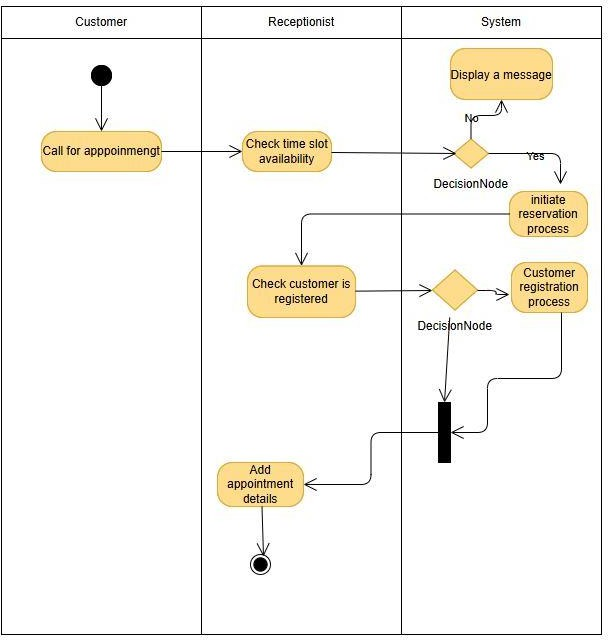 Customer
Receptionist
System
Display a message
No
Call for apppoinmengt
Check time slot
availability
Yes
DecisionNode
initiate
reservation
process
Check customer is
registered
Customer
registration
process
DecisionNode
Add
appointment
details